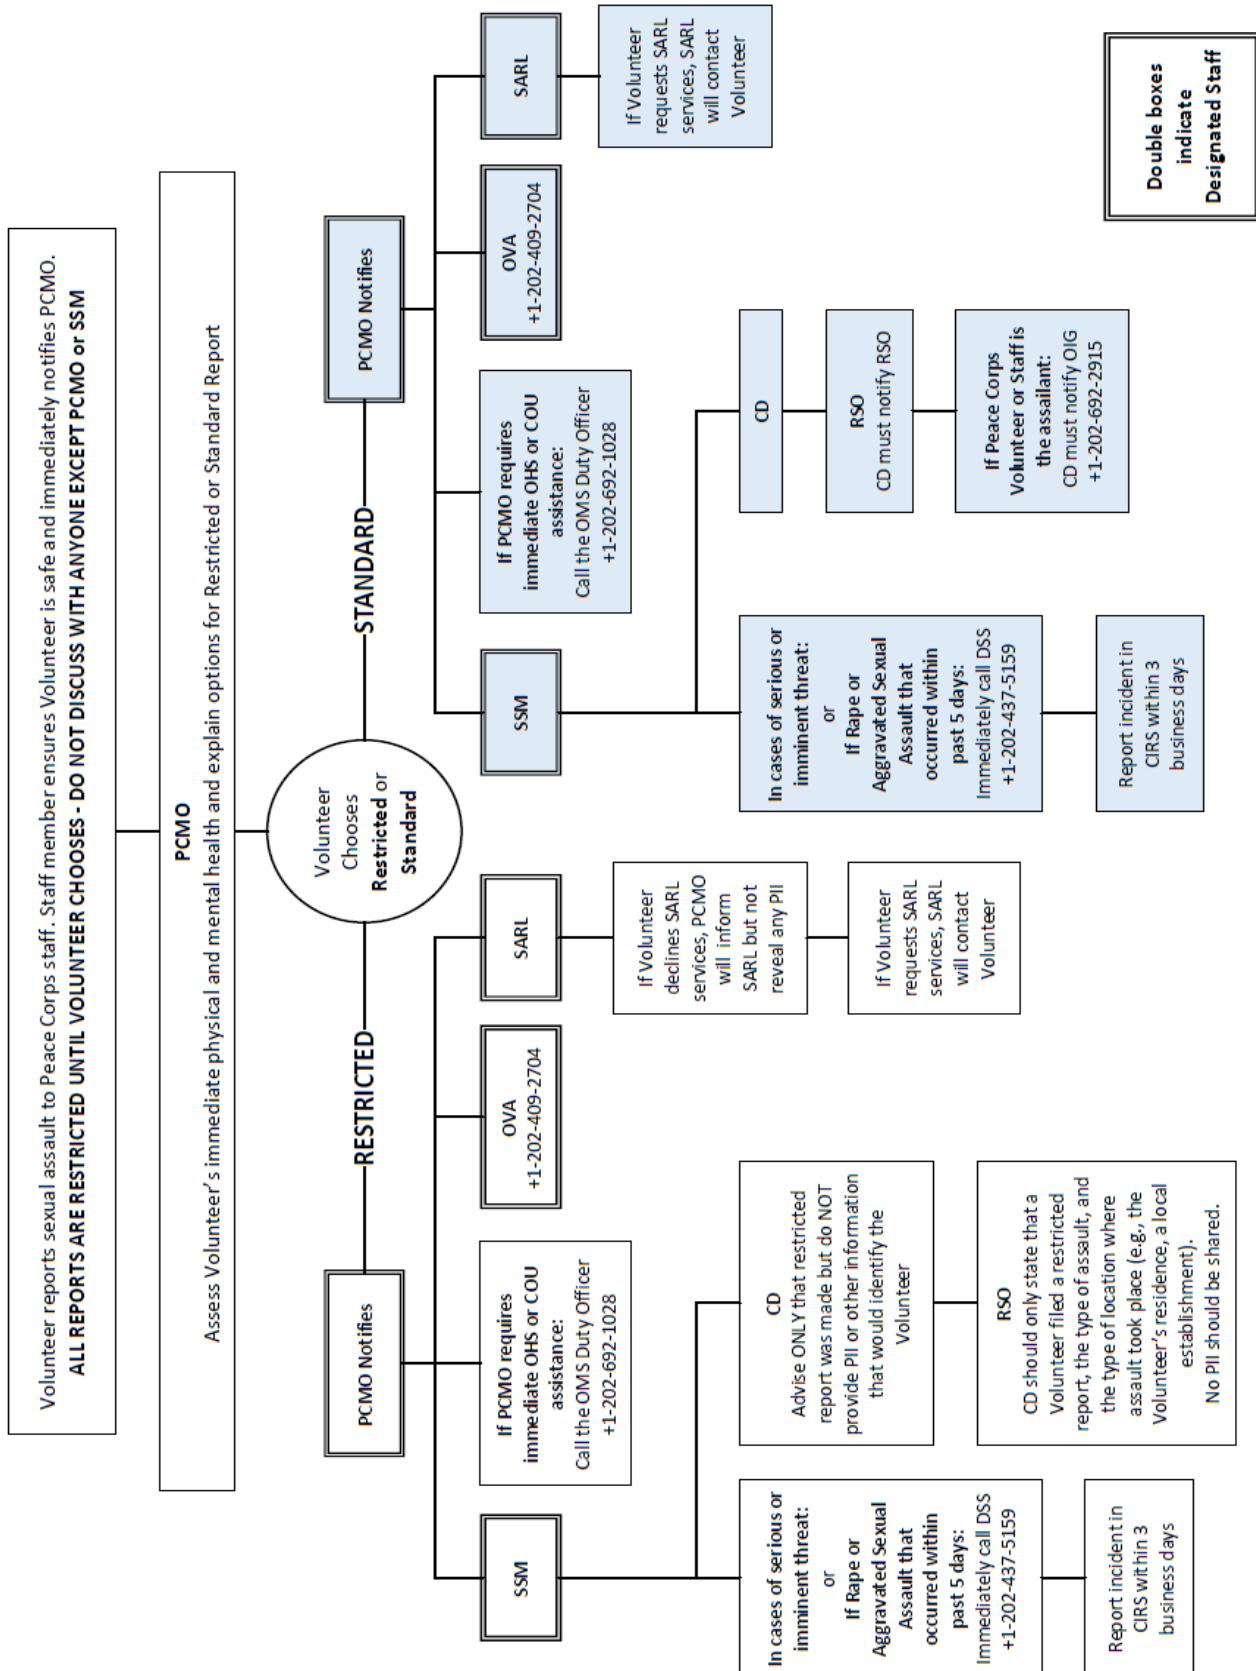 Volunteer reports sexual assault to Peace Corps staff. Staff member ensures Volunteer is safe and immediately notifies PCMO.
ALL REPORTS ARE RESTRICTED UNTIL VOLUNTEER CHOOSES - DO NOT DISCUSS WITH ANYONE EXCEPT PCMO or SSM
PCMO
Assess Volunteer's immediate physical and mental health and explain options for Restricted or Standard Report
Volunteer
Chooses
Restricted or
Standard
RESTRICTED
PCMO Notifies
SSM
If PCMO requires
immediate OHS or COU
assistance:
Call the OMS Duty Officer
+1-202-692-1028
OVA
+1-202-409-2704
SARL
In cases of serious or
imminent threat:
or
If Rape or
Aggravated Sexual
Assault that
occurred within
past 5 days:
Immediately call DSS
+1-202-437-5159
Report incident in
CIRS within 3
business days
CD
Advise ONLY that restricted
report was made but do NOT
provide PII or other information
that would identify the
Volunteer
RSO
CD should only state that a
Volunteer filed a restricted
report, the type of assault, and
the type of location where
assault took place (e.g., the
Volunteer's residence, a local
establishment).
No PII should be shared.
If Volunteer
declines SARL
services, PCMO
will inform
SARL but not
reveal any PII
If Volunteer
requests SARL
services, SARL
will contact
Volunteer
STANDARD
PCMO Notifies
SSM
If PCMO requires
immediate OHS or COU
assistance:
Call the OMS Duty Officer
+1-202-692-1028
OVA
+1-202-409-2704
SARL
In cases of serious or
imminent threat:
or
If Rape or
Aggravated Sexual
Assault that
occurred within
past 5 days:
Immediately call DSS
+1-202-437-5159
Report incident in
CIRS within 3
business days
CD
RSO
CD must notify RSO
If Peace Corps
Volunteer or Staff is
the assailant:
CD must notify OIG
+1-202-692-2915
If Volunteer
requests SARL
services, SARL
will contact
Volunteer
Double boxes
indicate
Designated Staff